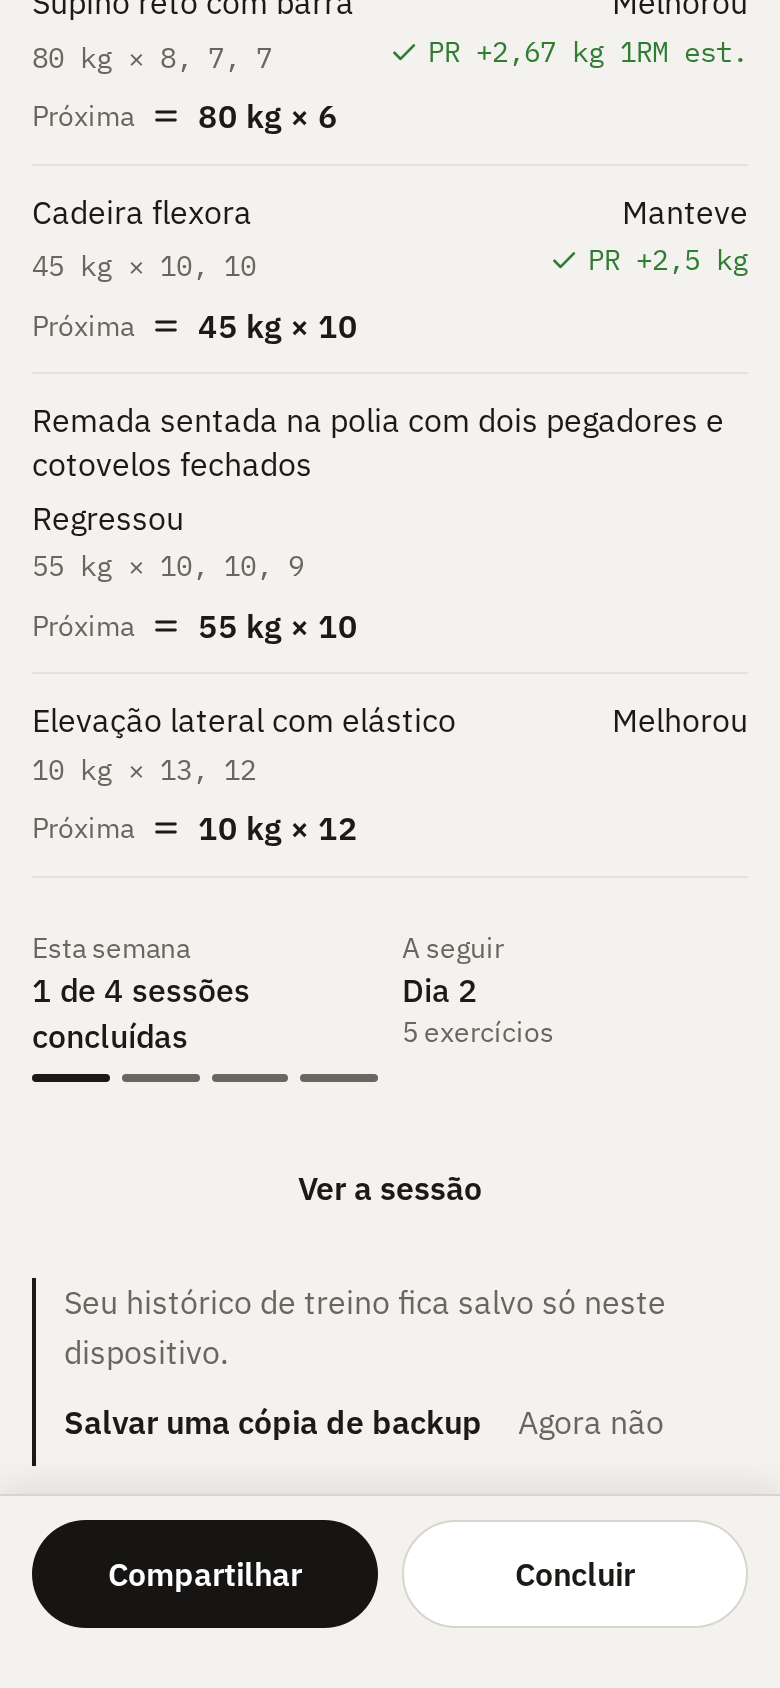 Supino reto com barra
Melhorou
80 kg × 8, 7, 7
✓ PR +2,67 kg 1RM est.
Próxima = 80 kg × 6
Cadeira flexora
Manteve
45 kg × 10, 10
✓ PR +2,5 kg
Próxima = 45 kg × 10
Remada sentada na polia com dois pegadores e
cotovelos fechados
Regressou
55 kg × 10, 10, 9
Próxima = 55 kg × 10
Elevação lateral com elástico
Melhorou
10 kg × 13, 12
Próxima = 10 kg × 12
Esta semana
1 de 4 sessões
concluídas
A seguir
Dia 2
5 exercícios
Ver a sessão
Seu histórico de treino fica salvo só neste
dispositivo.
Salvar uma cópia de backup
Agora não
Compartilhar
Concluir